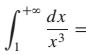 ∫₁^{+∞} dx/x³ =